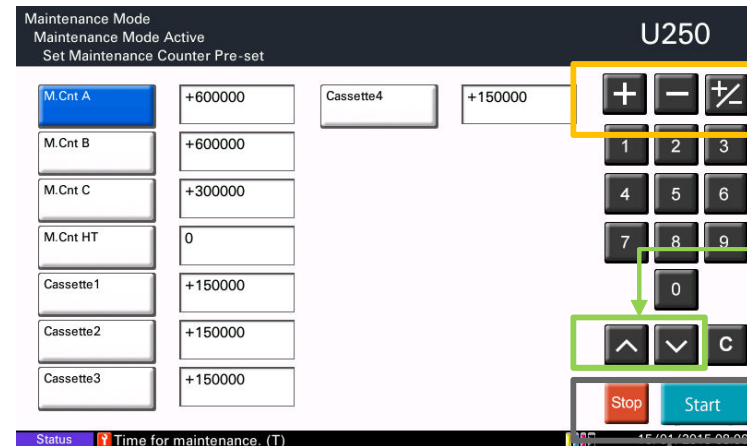 Maintenance Mode
Maintenance Mode Active
Set Maintenance Counter Pre-set
U250
M.Cnt A +600000 Cassette4 +150000
M.Cnt B +600000
M.Cnt C +300000
M.Cnt HT 0
Cassette1 +150000
Cassette2 +150000
Cassette3 +150000
+ − +/−
1 2 3
4 5 6
7 8 9
0
C
Stop Start
Status Time for maintenance. (T)